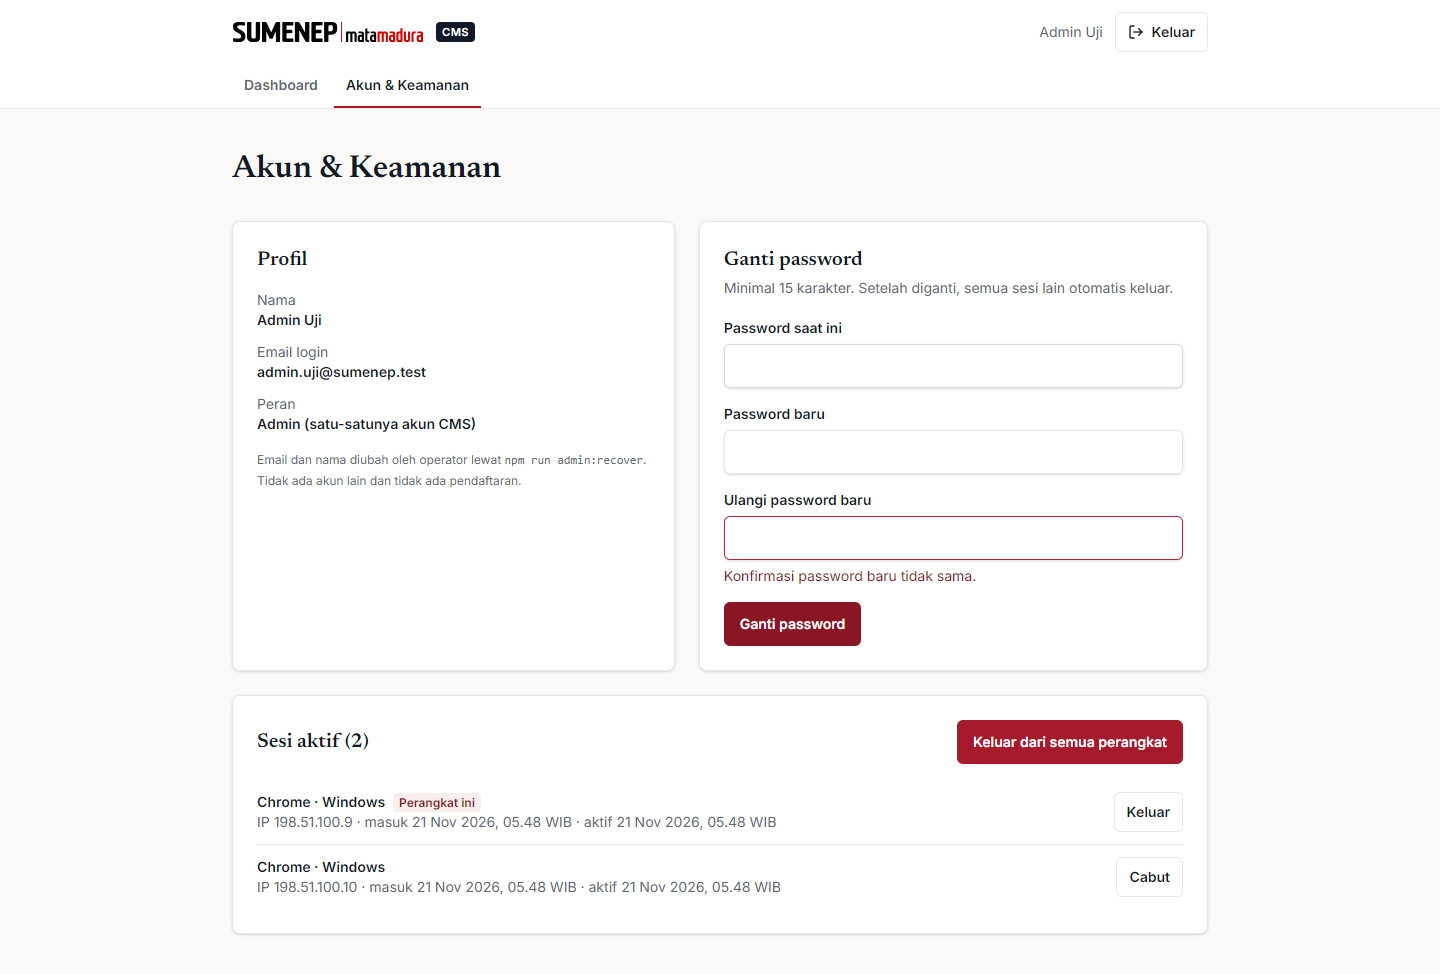 SUMENEP matamadura CMS
Admin Uji
Keluar
Dashboard
Akun & Keamanan
Akun & Keamanan
Profil
Nama
Admin Uji
Email login
admin.uji@sumenep.test
Peran
Admin (satu-satunya akun CMS)
Email dan nama diubah oleh operator lewat npm run admin:recover.
Tidak ada akun lain dan tidak ada pendaftaran.
Ganti password
Minimal 15 karakter. Setelah diganti, semua sesi lain otomatis keluar.
Password saat ini
Password baru
Ulangi password baru
Konfirmasi password baru tidak sama.
Ganti password
Sesi aktif (2)
Keluar dari semua perangkat
Chrome · Windows Perangkat ini
IP 198.51.100.9 · masuk 21 Nov 2026, 05.48 WIB · aktif 21 Nov 2026, 05.48 WIB
Keluar
Chrome · Windows
IP 198.51.100.10 · masuk 21 Nov 2026, 05.48 WIB · aktif 21 Nov 2026, 05.48 WIB
Cabut